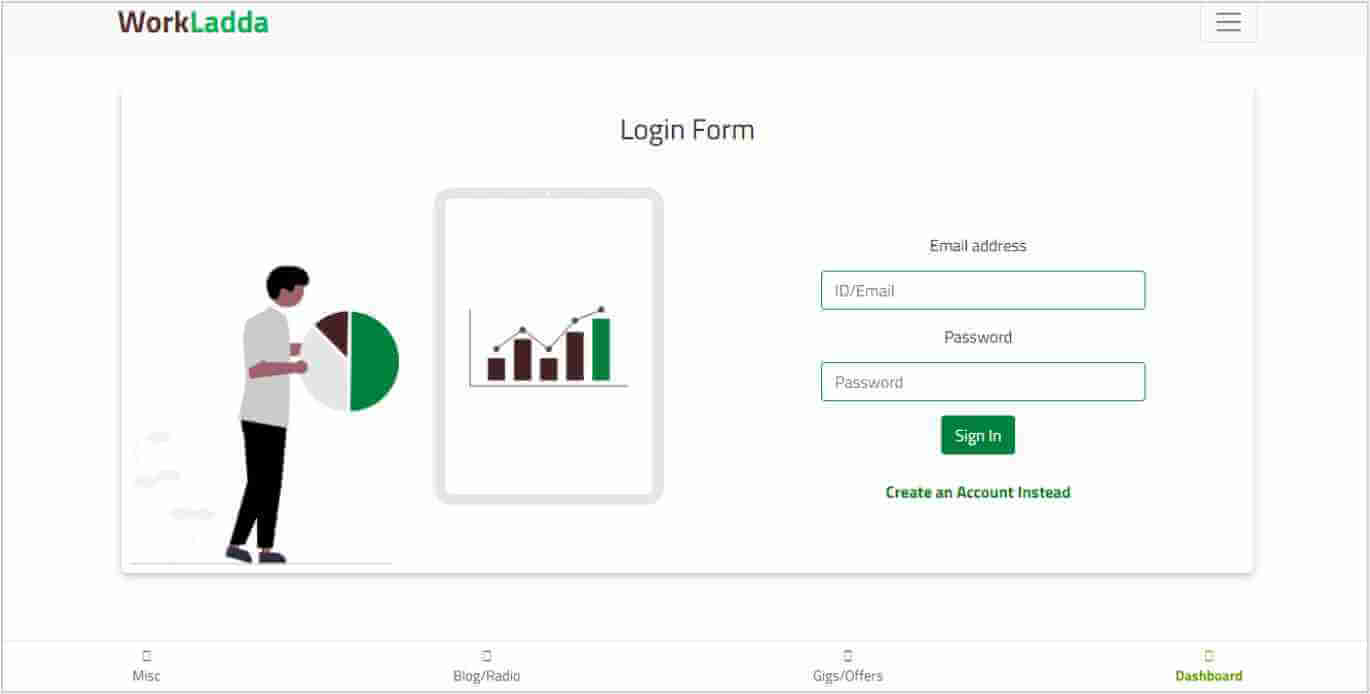 WorkLadda
Login Form
Email address
ID/Email
Password
Password
Sign In
Create an Account Instead
Misc
Blog/Radio
Gigs/Offers
Dashboard